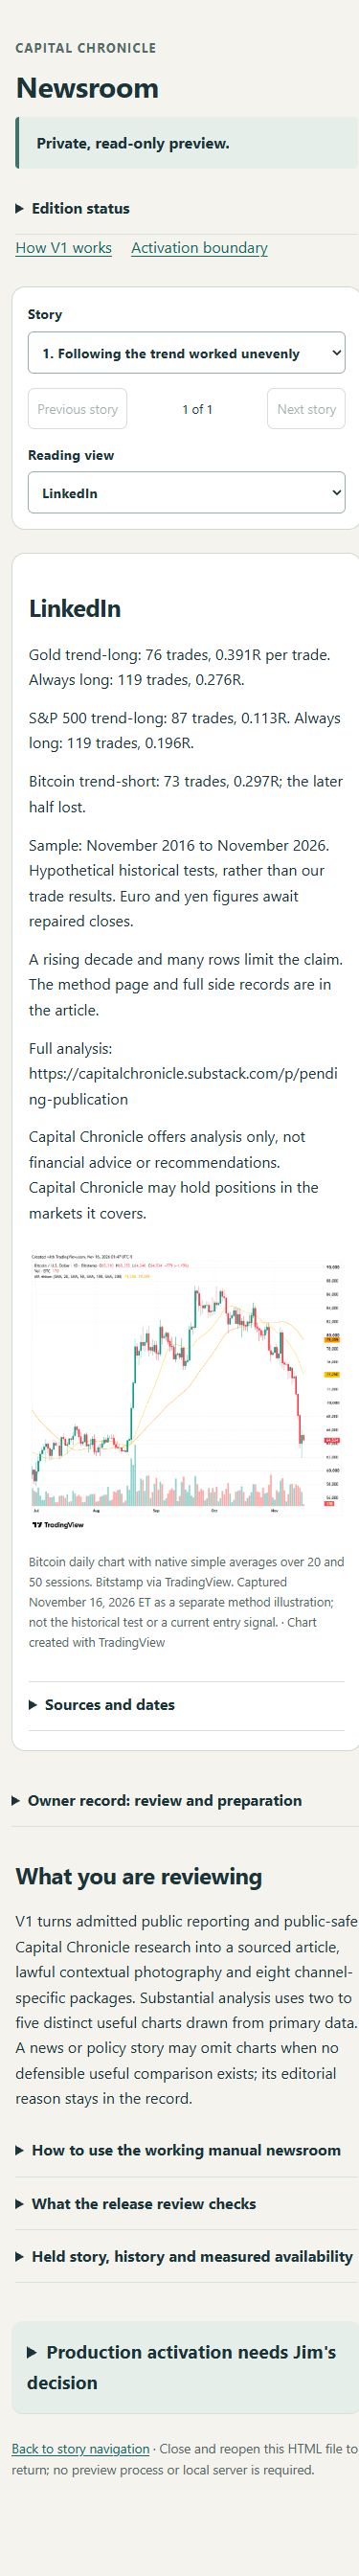 CAPITAL CHRONICLE
Newsroom
Private, read-only preview.
Edition status
How V1 works Activation boundary
Story
1. Following the trend worked unevenly
Previous story 1 of 1 Next story
Reading view
LinkedIn
LinkedIn
Gold trend-long: 76 trades, 0.391R per trade.
Always long: 119 trades, 0.276R.
S&P 500 trend-long: 87 trades, 0.113R. Always
long: 119 trades, 0.196R.
Bitcoin trend-short: 73 trades, 0.297R; the later
half lost.
Sample: November 2016 to November 2026.
Hypothetical historical tests, rather than our
trade results. Euro and yen figures await
repaired closes.
A rising decade and many rows limit the claim.
The method page and full side records are in
the article.
Full analysis:
https://capitalchronicle.substack.com/p/pendi
ng-publication
Capital Chronicle offers analysis only, not
financial advice or recommendations.
Capital Chronicle may hold positions in the
markets it covers.
TradingView
Bitcoin daily chart with native simple averages over 20 and
50 sessions. Bitstamp via TradingView. Captured
November 16, 2026 ET as a separate method illustration;
not the historical test or a current entry signal. · Chart
created with TradingView
Sources and dates
Owner record: review and preparation
What you are reviewing
V1 turns admitted public reporting and public-safe
Capital Chronicle research into a sourced article,
lawful contextual photography and eight channel-
specific packages. Substantial analysis uses two to
five distinct useful charts drawn from primary data.
A news or policy story may omit charts when no
defensible useful comparison exists; its editorial
reason stays in the record.
How to use the working manual newsroom
What the release review checks
Held story, history and measured availability
Production activation needs Jim's
decision
Back to story navigation · Close and reopen this HTML file to
return; no preview process or local server is required.